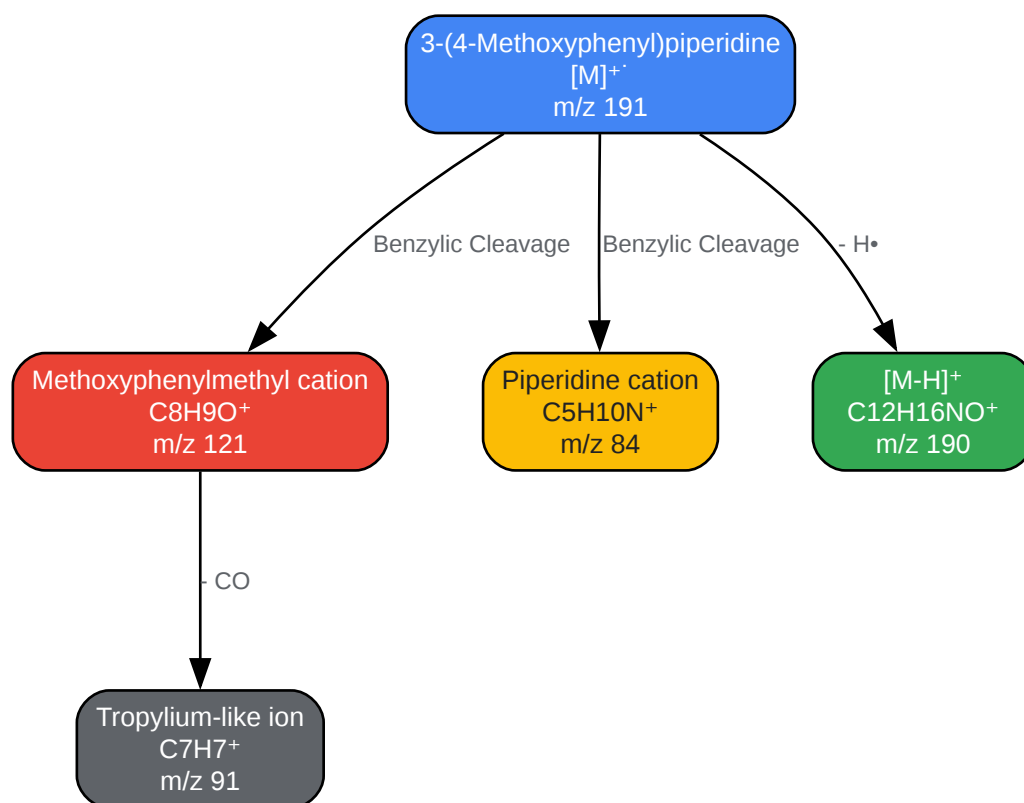 3-(4-Methoxyphenyl)piperidine
[M]⁺˙
m/z 191
Benzylic Cleavage
Benzylic Cleavage
- H•
Methoxyphenylmethyl cation
C8H9O⁺
m/z 121
Piperidine cation
C5H10N⁺
m/z 84
[M-H]⁺
C12H16NO⁺
m/z 190
- CO
Tropylium-like ion
C7H7⁺
m/z 91